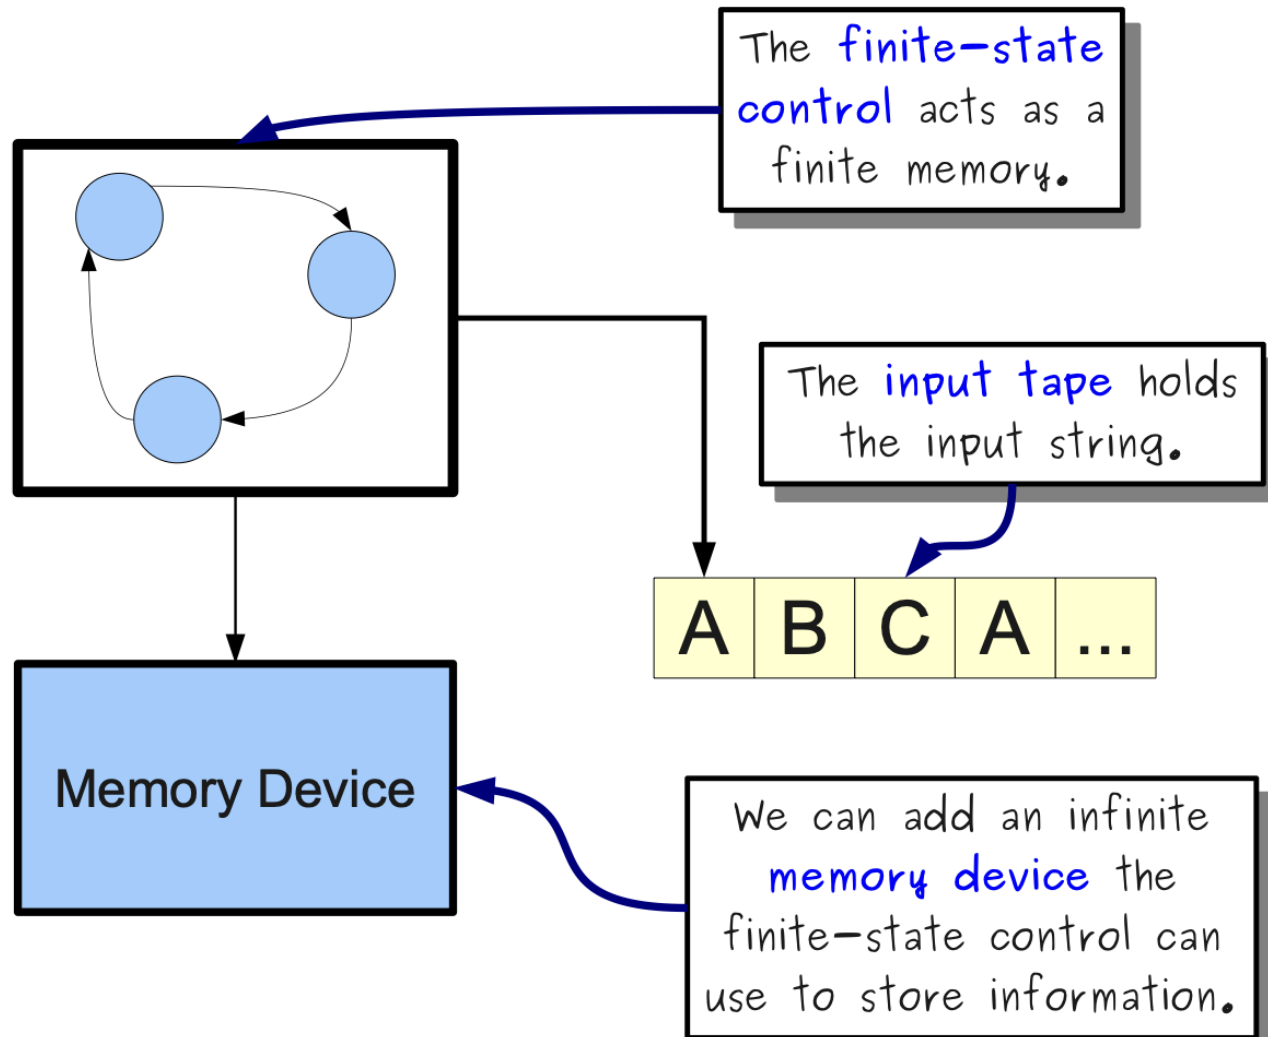 The finite-state
control acts as a
finite memory.
The input tape holds
the input string.
A B C A ...
Memory Device
We can add an infinite
memory device the
finite-state control can
use to store information.